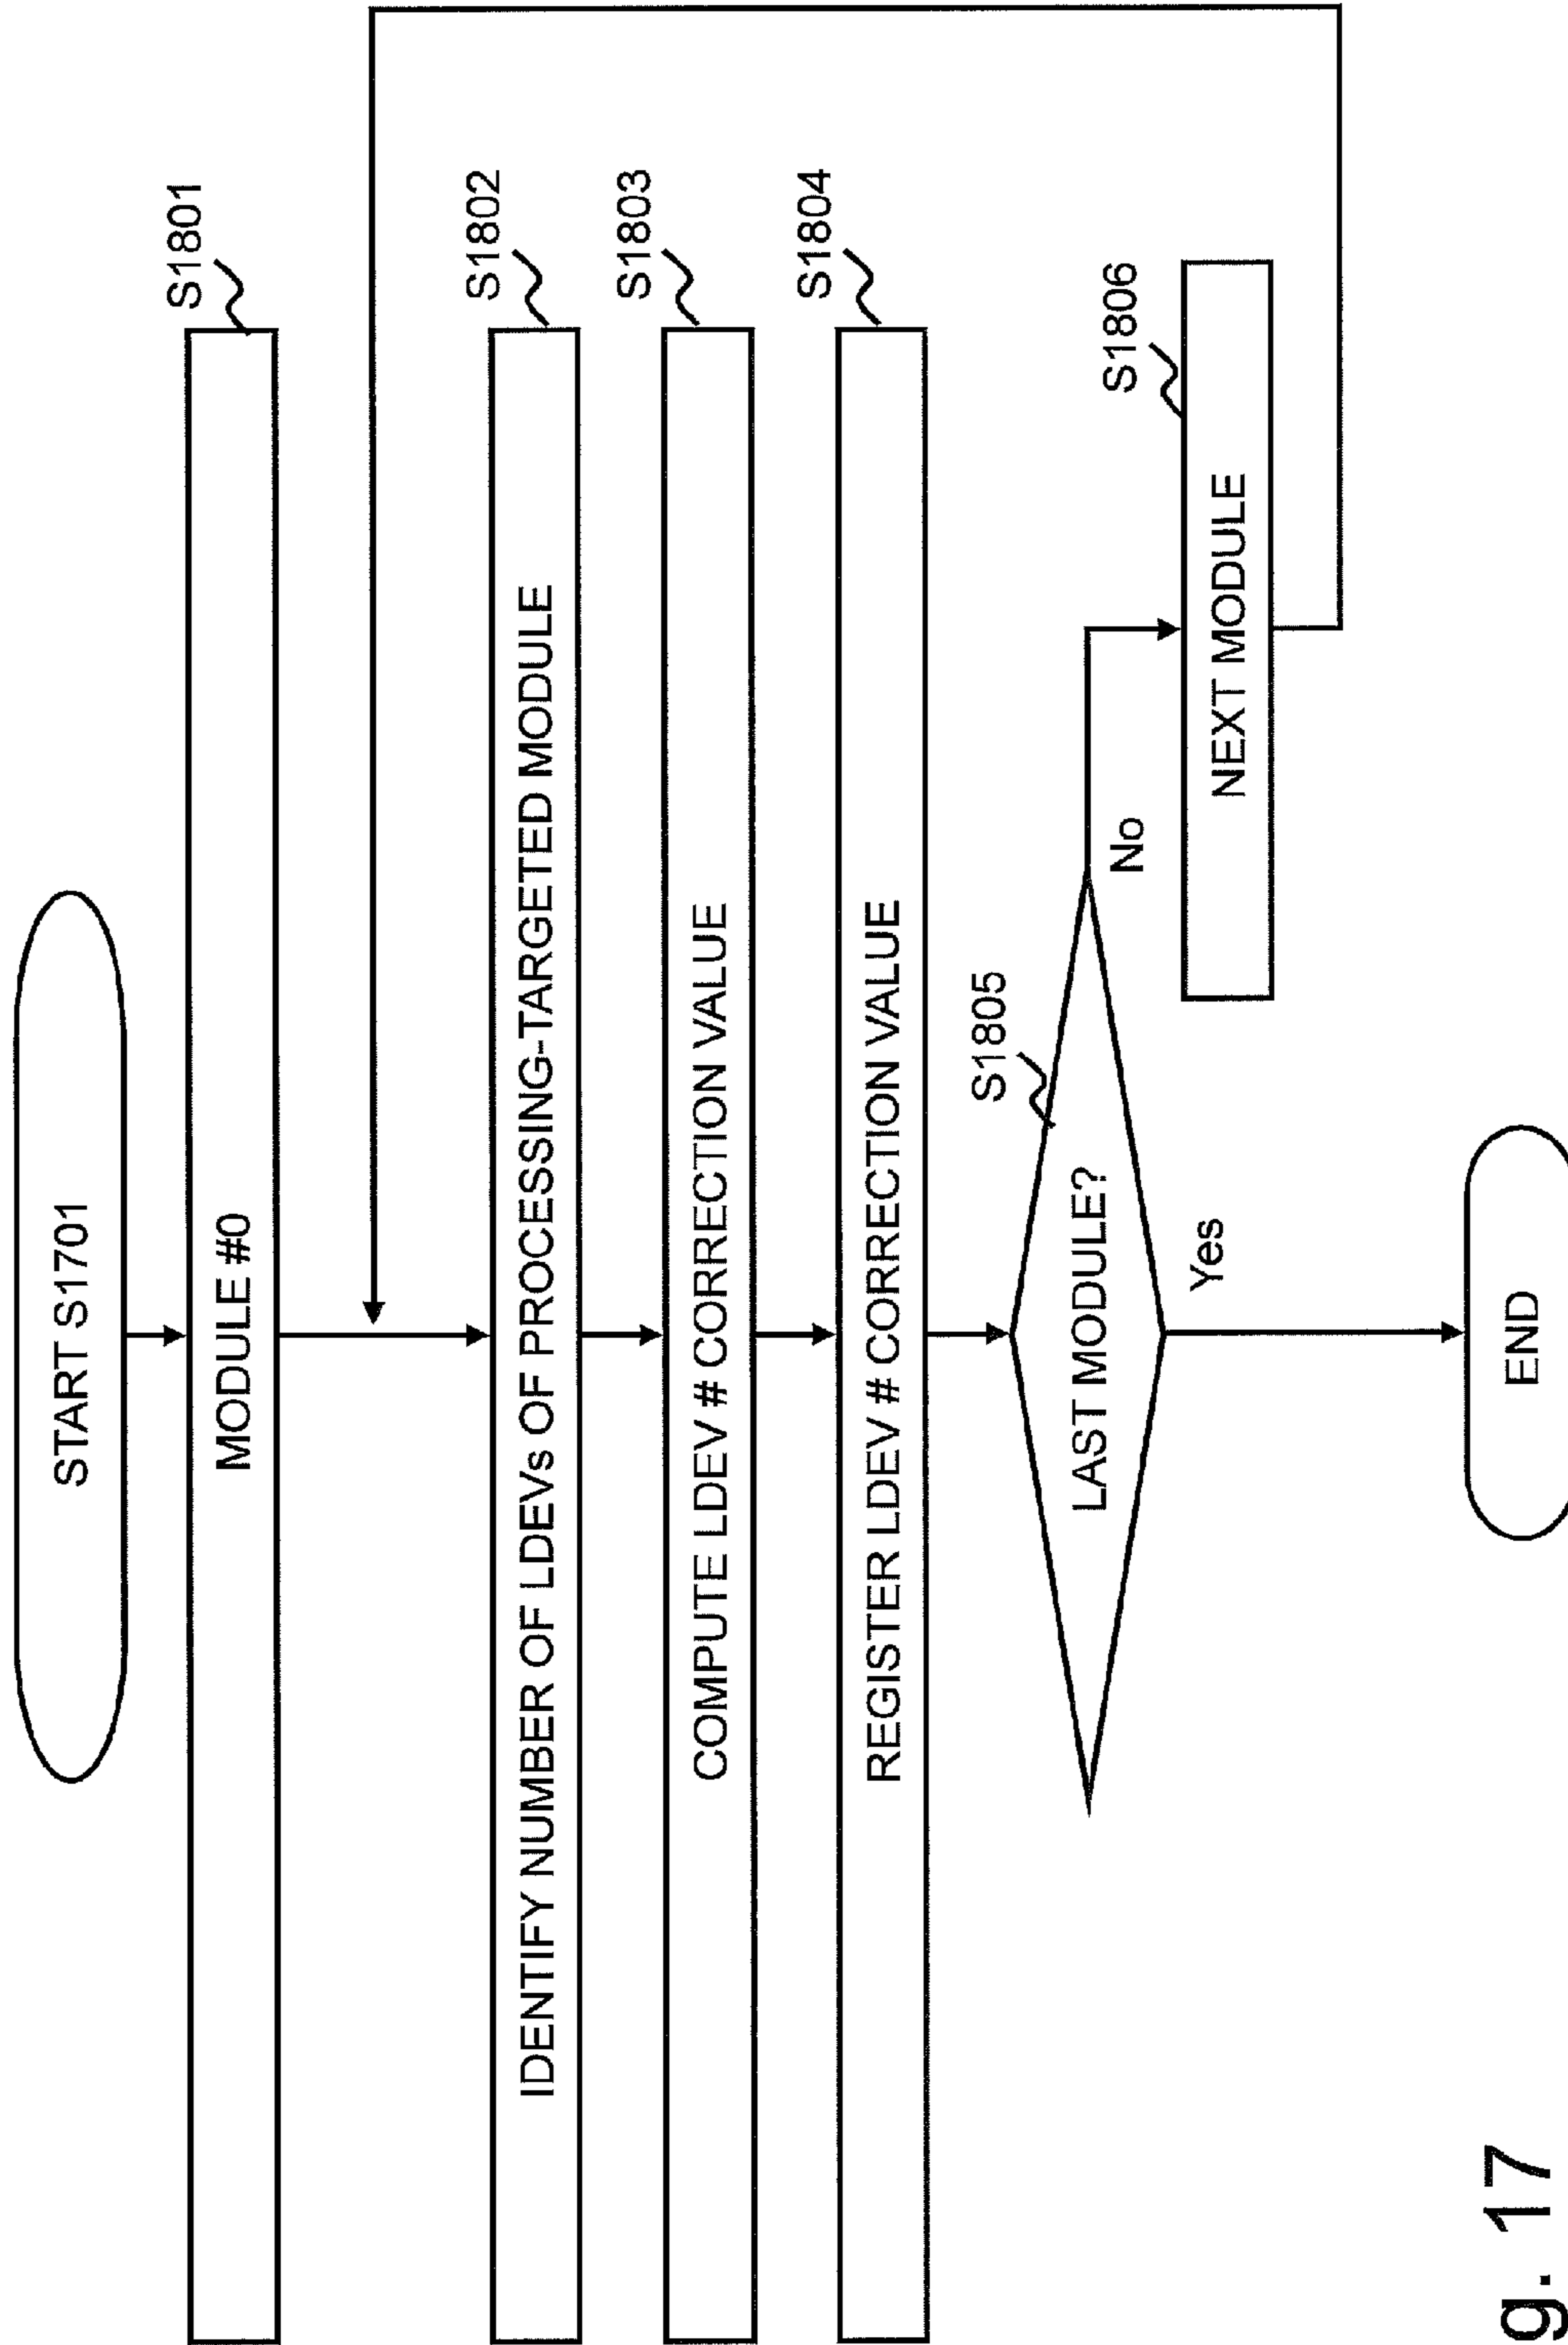 START S1701
S1801
MODULE #0
S1802
IDENTIFY NUMBER OF LDEVs OF PROCESSING-TARGETED MODULE
S1803
COMPUTE LDEV # CORRECTION VALUE
S1804
REGISTER LDEV # CORRECTION VALUE
S1805
LAST MODULE?
No
S1806
NEXT MODULE
Yes
END
g. 17